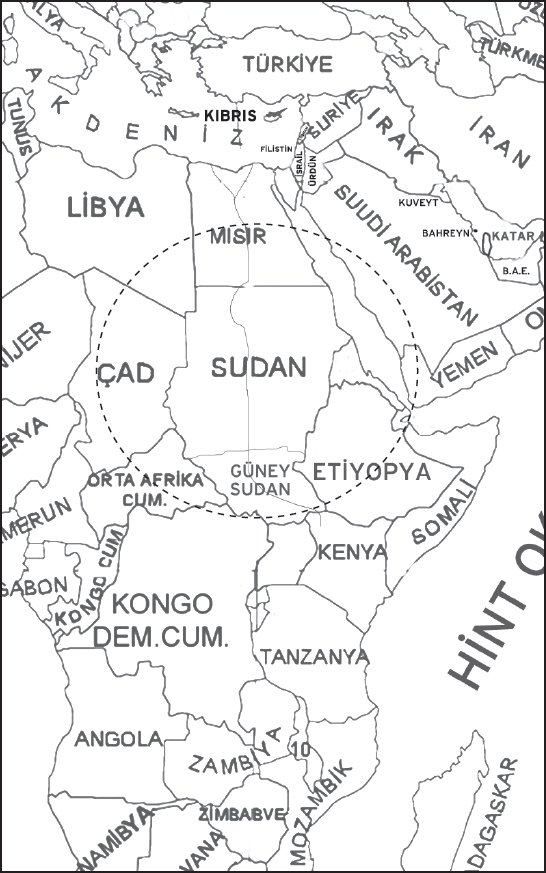 TÜRKİYE
TÜRKME
AKDENİZ
KIBRIS
TUNUS
SURİYE
IRAK
İRAN
FİLİSTİN
İSRAİL
ÜRDÜN
LİBYA
MISIR
KUVEYT
SUUDİ ARABİSTAN
BAHREYN
KATAR
B.A.E.
YEMEN
NİJER
ÇAD
SUDAN
ERYA
ORTA AFRİKA
CUM.
GÜNEY
SUDAN
ETİYOPYA
SOMALİ
MERUN
KENYA
GABON
KONGO CUM.
KONGO
DEM.CUM.
HİNT OK
TANZANYA
ANGOLA
ZAMBİYA
10
MOZAMBİK
ZİMBABVE
NAMİBYA
VANA
ADAGASKAR